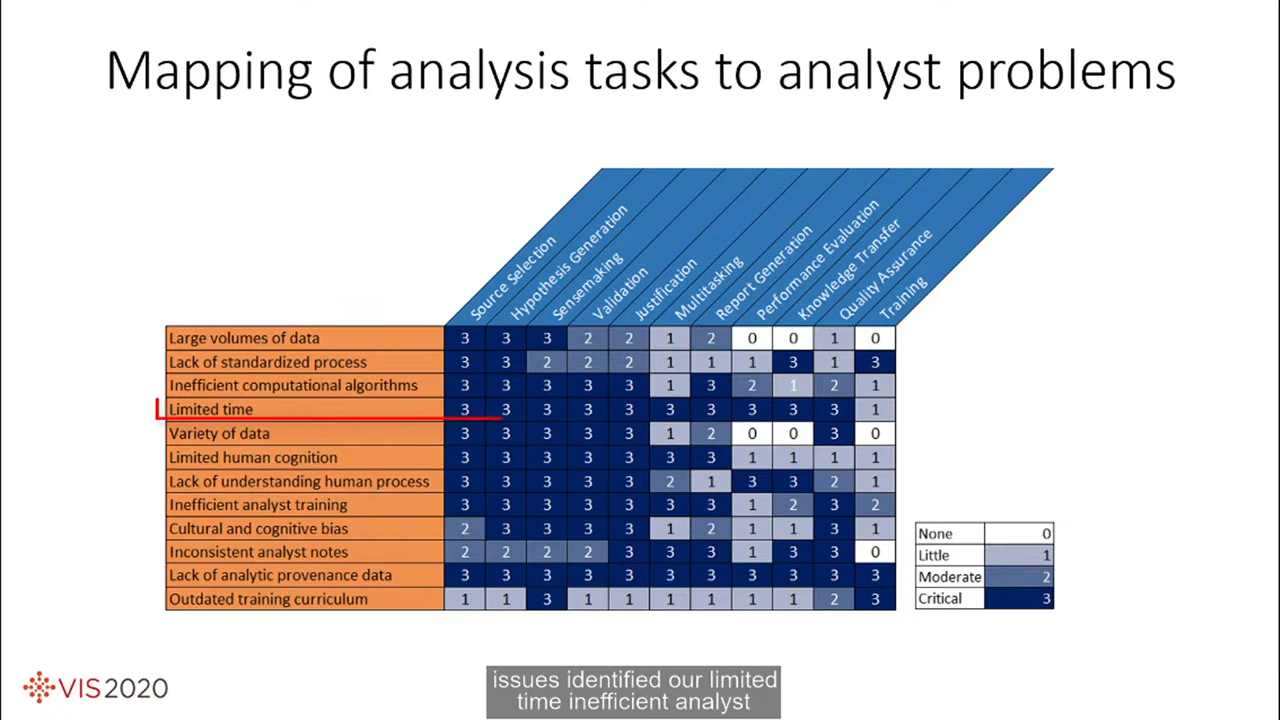 Mapping of analysis tasks to analyst problems
Source Selection
Hypothesis Generation
Sensemaking
Validation
Justification
Multitasking
Report Generation
Performance Evaluation
Knowledge Transfer
Quality Assurance
Training
Large volumes of data 3 3 3 2 2 1 2 0 0 1 0
Lack of standardized process 3 3 2 2 2 1 1 1 3 1 3
Inefficient computational algorithms 3 3 3 3 3 1 3 2 1 2 1
Limited time 3 3 3 3 3 3 3 3 3 3 1
Variety of data 3 3 3 3 3 1 2 0 0 3 0
Limited human cognition 3 3 3 3 3 3 3 1 1 1 1
Lack of understanding human process 3 3 3 3 3 2 1 3 3 2 1
Inefficient analyst training 3 3 3 3 3 3 3 1 2 3 2
Cultural and cognitive bias 2 3 3 3 3 1 2 1 1 3 1
Inconsistent analyst notes 2 2 2 2 3 3 3 1 3 3 0
Lack of analytic provenance data 3 3 3 3 3 3 3 3 3 3 3
Outdated training curriculum 1 1 3 1 1 1 1 1 1 2 3
None 0
Little 1
Moderate 2
Critical 3
VIS2020
issues identified our limited
time inefficient analyst